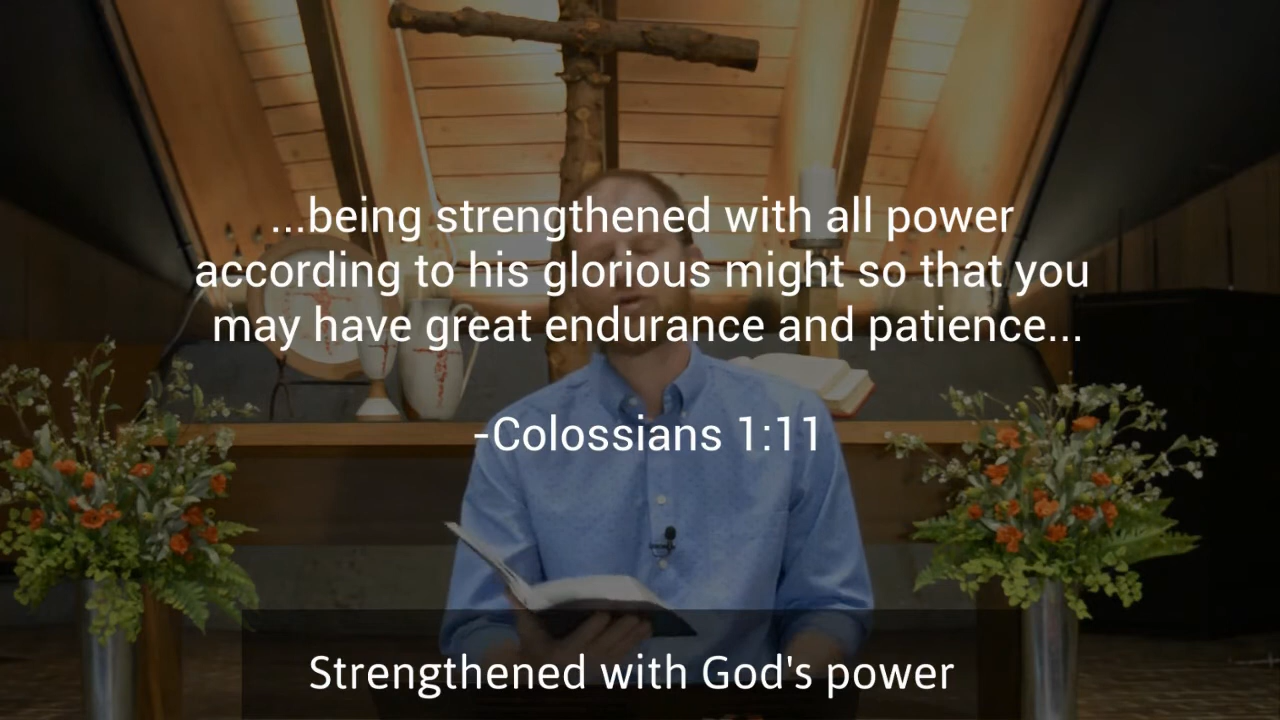 ...being strengthened with all power
according to his glorious might so that you
may have great endurance and patience...
-Colossians 1:11
Strengthened with God's power